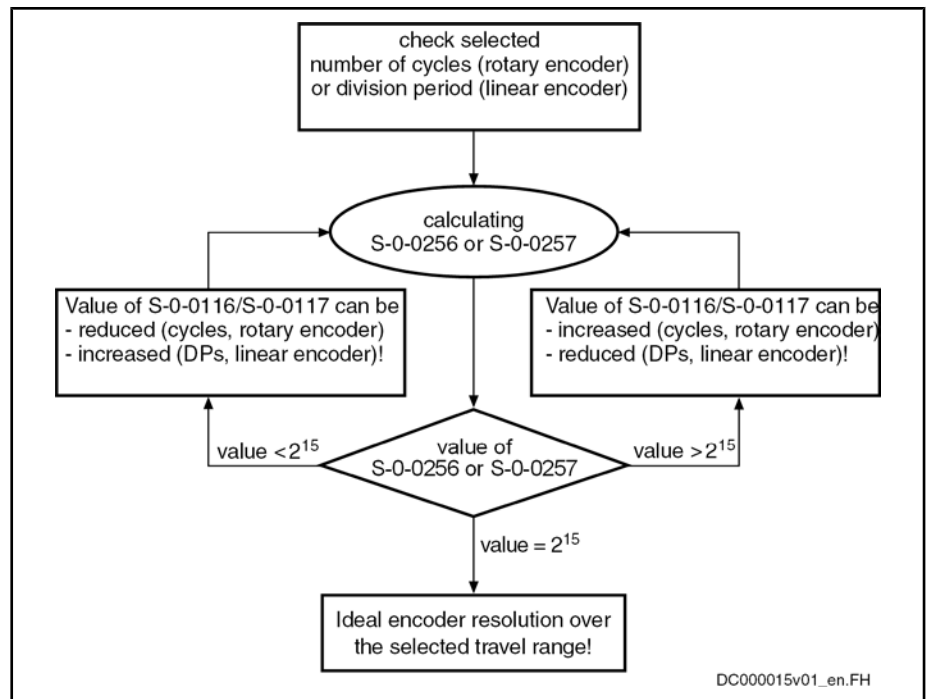 check selected
number of cycles (rotary encoder)
or division period (linear encoder)
calculating
S-0-0256 or S-0-0257
Value of S-0-0116/S-0-0117 can be
- reduced (cycles, rotary encoder)
- increased (DPs, linear encoder)!
Value of S-0-0116/S-0-0117 can be
- increased (cycles, rotary encoder)
- reduced (DPs, linear encoder)!
value < 2¹⁵
value of
S-0-0256 or S-0-0257
value > 2¹⁵
value = 2¹⁵
Ideal encoder resolution over
the selected travel range!
DC000015v01_en.FH